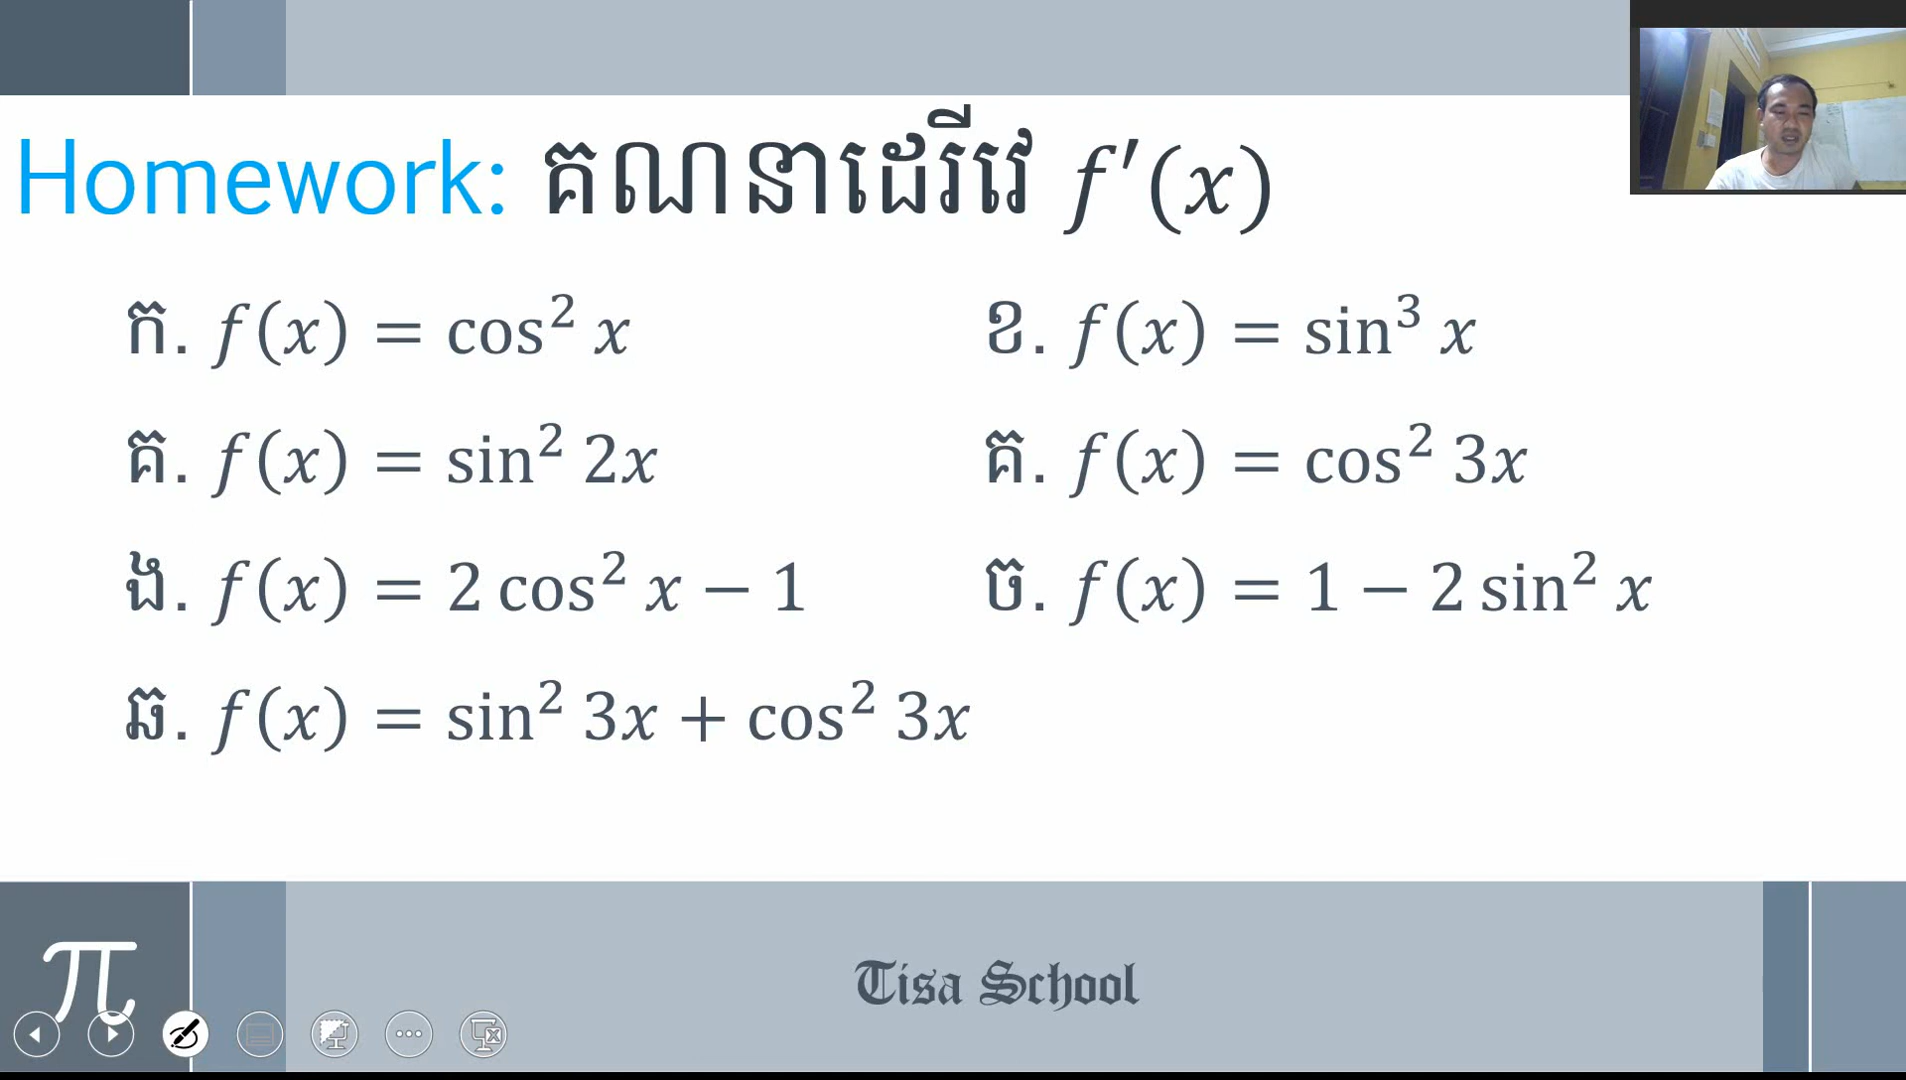 Homework: គណនាដេរីវេ f′(x)
ក. f(x) = cos² x
ខ. f(x) = sin³ x
គ. f(x) = sin² 2x
គ. f(x) = cos² 3x
ង. f(x) = 2 cos² x − 1
ច. f(x) = 1 − 2 sin² x
ឆ. f(x) = sin² 3x + cos² 3x
π
Tisa School